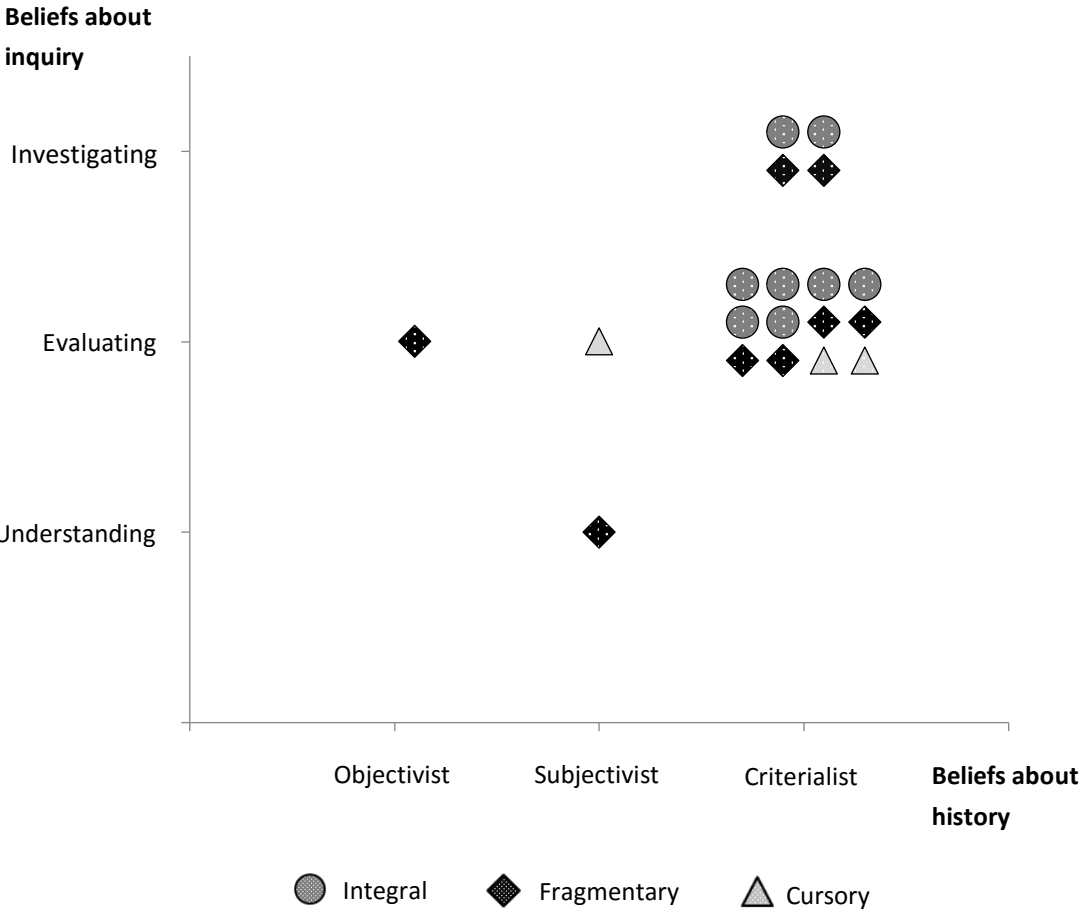 Beliefs about
inquiry
Investigating
Evaluating
Understanding
Objectivist
Subjectivist
Criterialist
Beliefs about
history
Integral
Fragmentary
Cursory